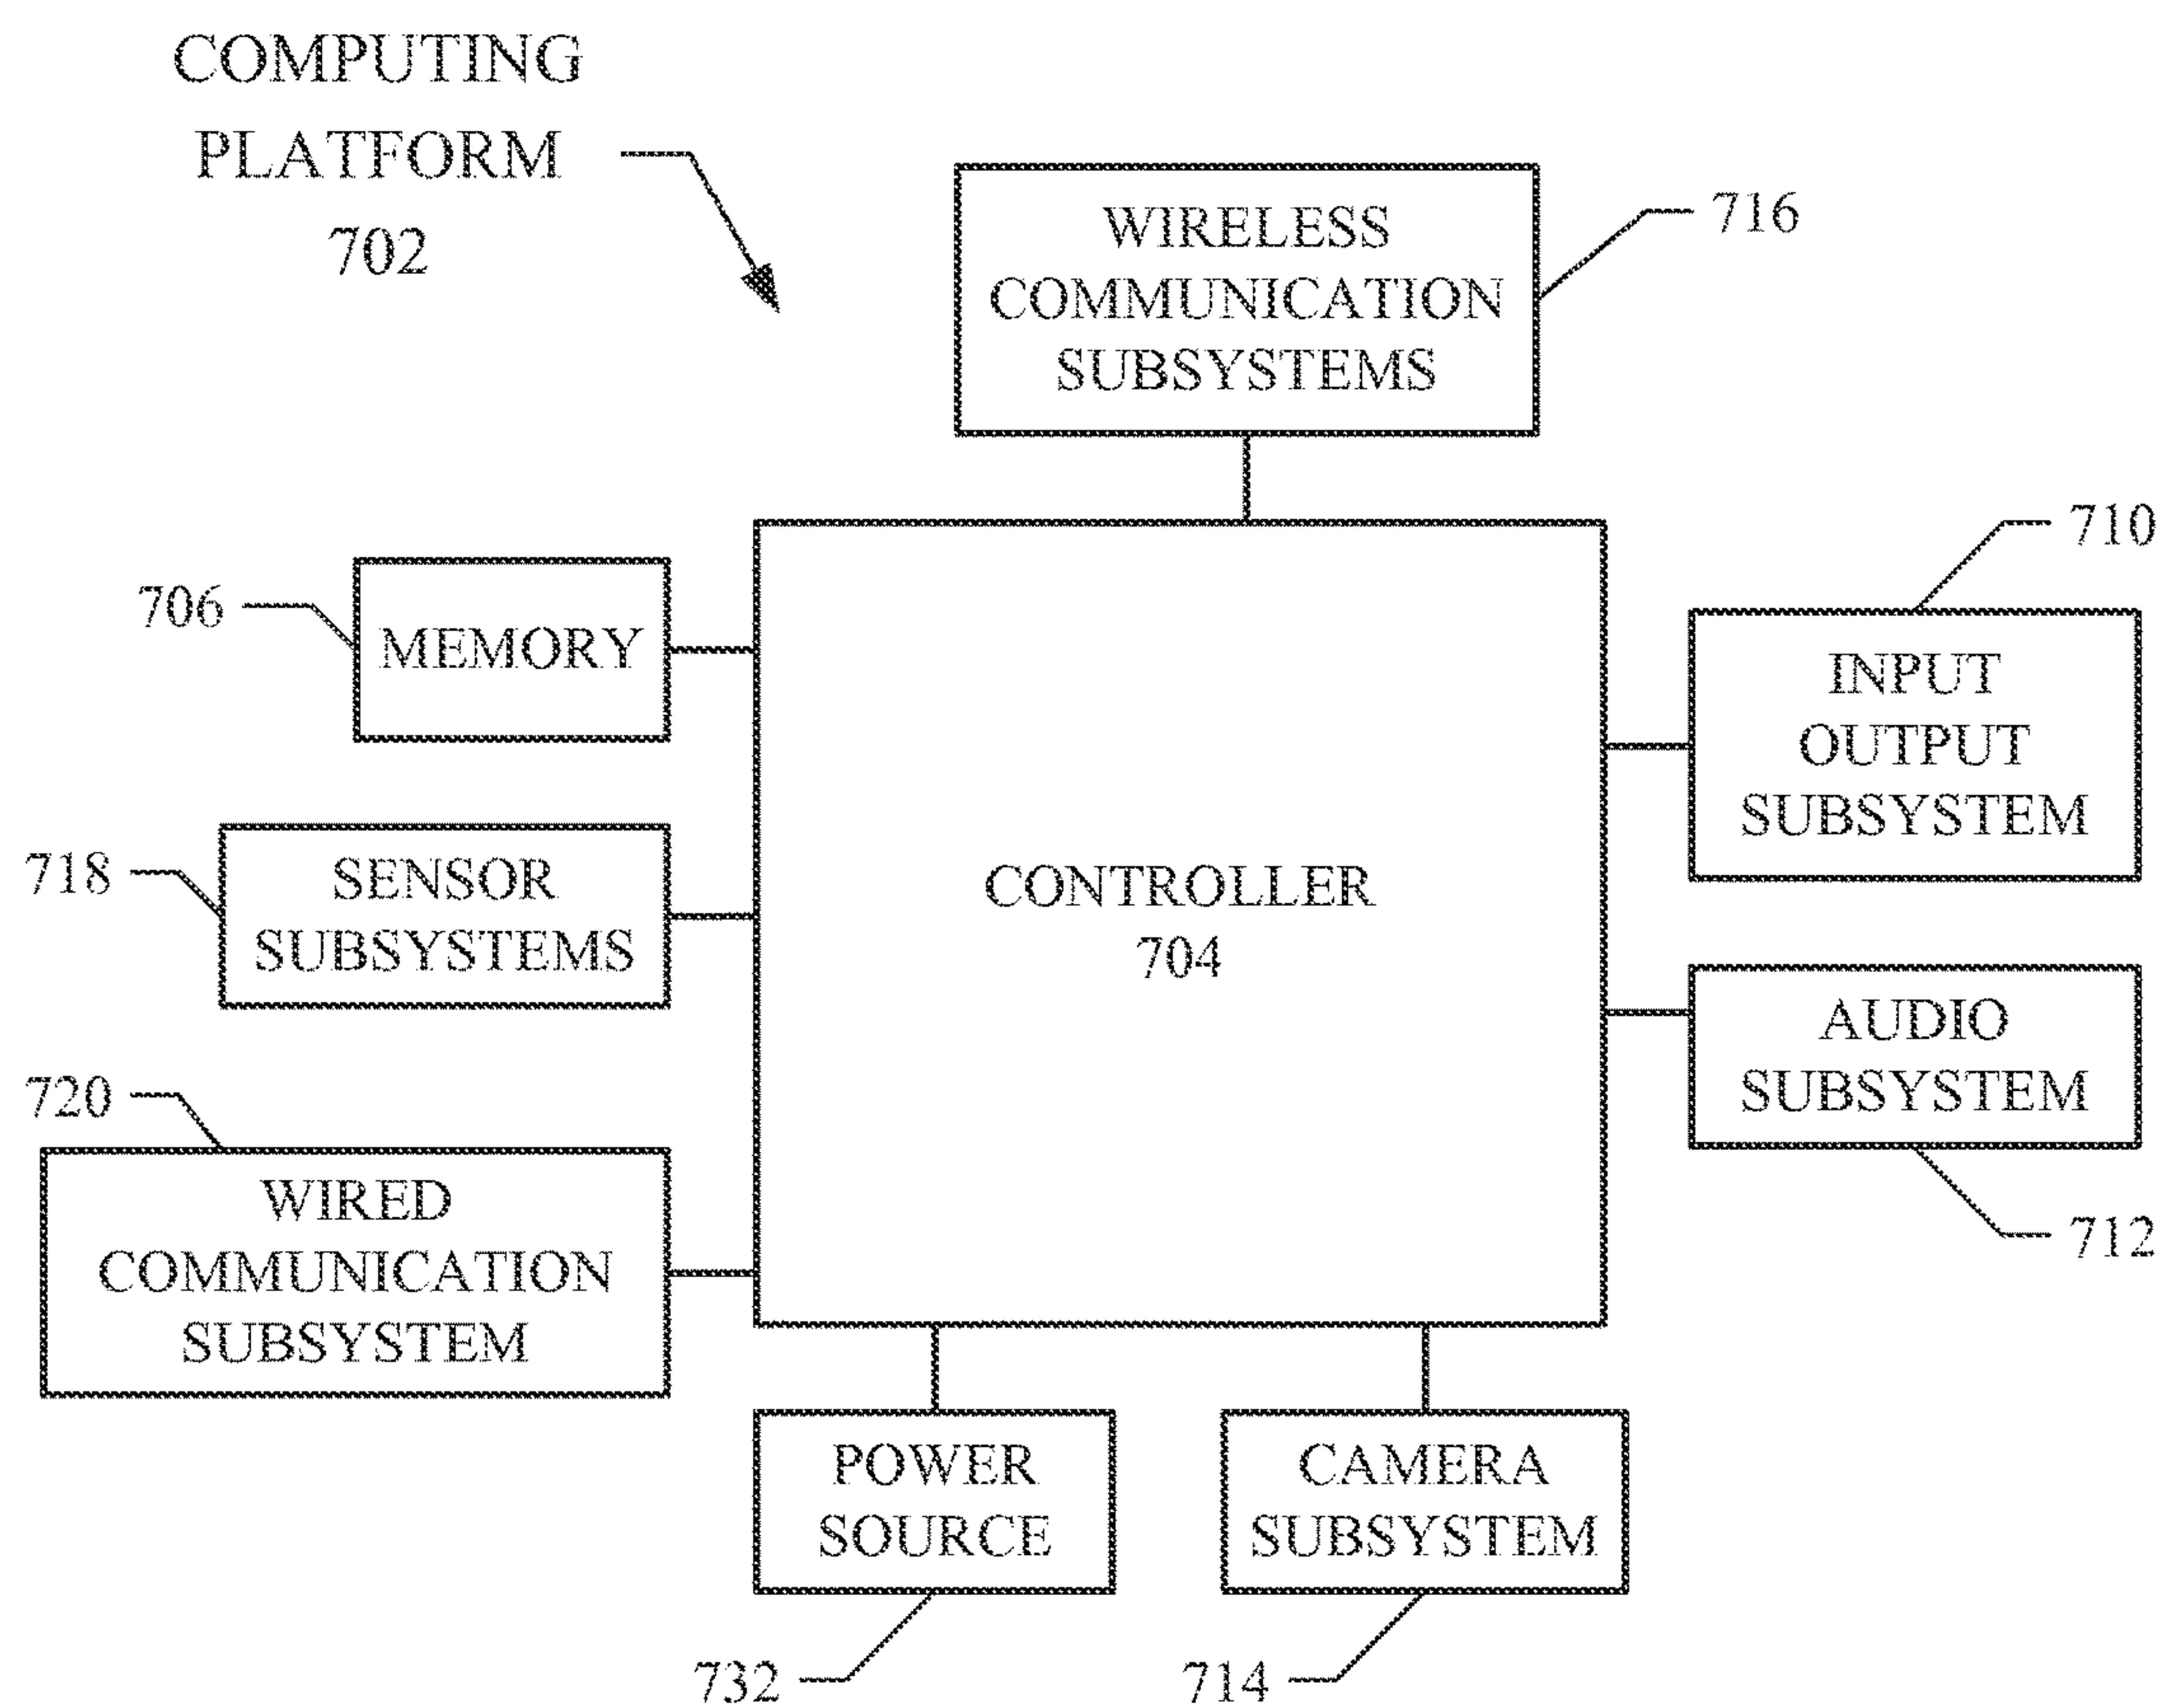 COMPUTING
PLATFORM
702
WIRELESS
COMMUNICATION
SUBSYSTEMS
716
706
MEMORY
710
INPUT
OUTPUT
SUBSYSTEM
718
SENSOR
SUBSYSTEMS
CONTROLLER
704
AUDIO
SUBSYSTEM
712
720
WIRED
COMMUNICATION
SUBSYSTEM
POWER
SOURCE
732
CAMERA
SUBSYSTEM
714